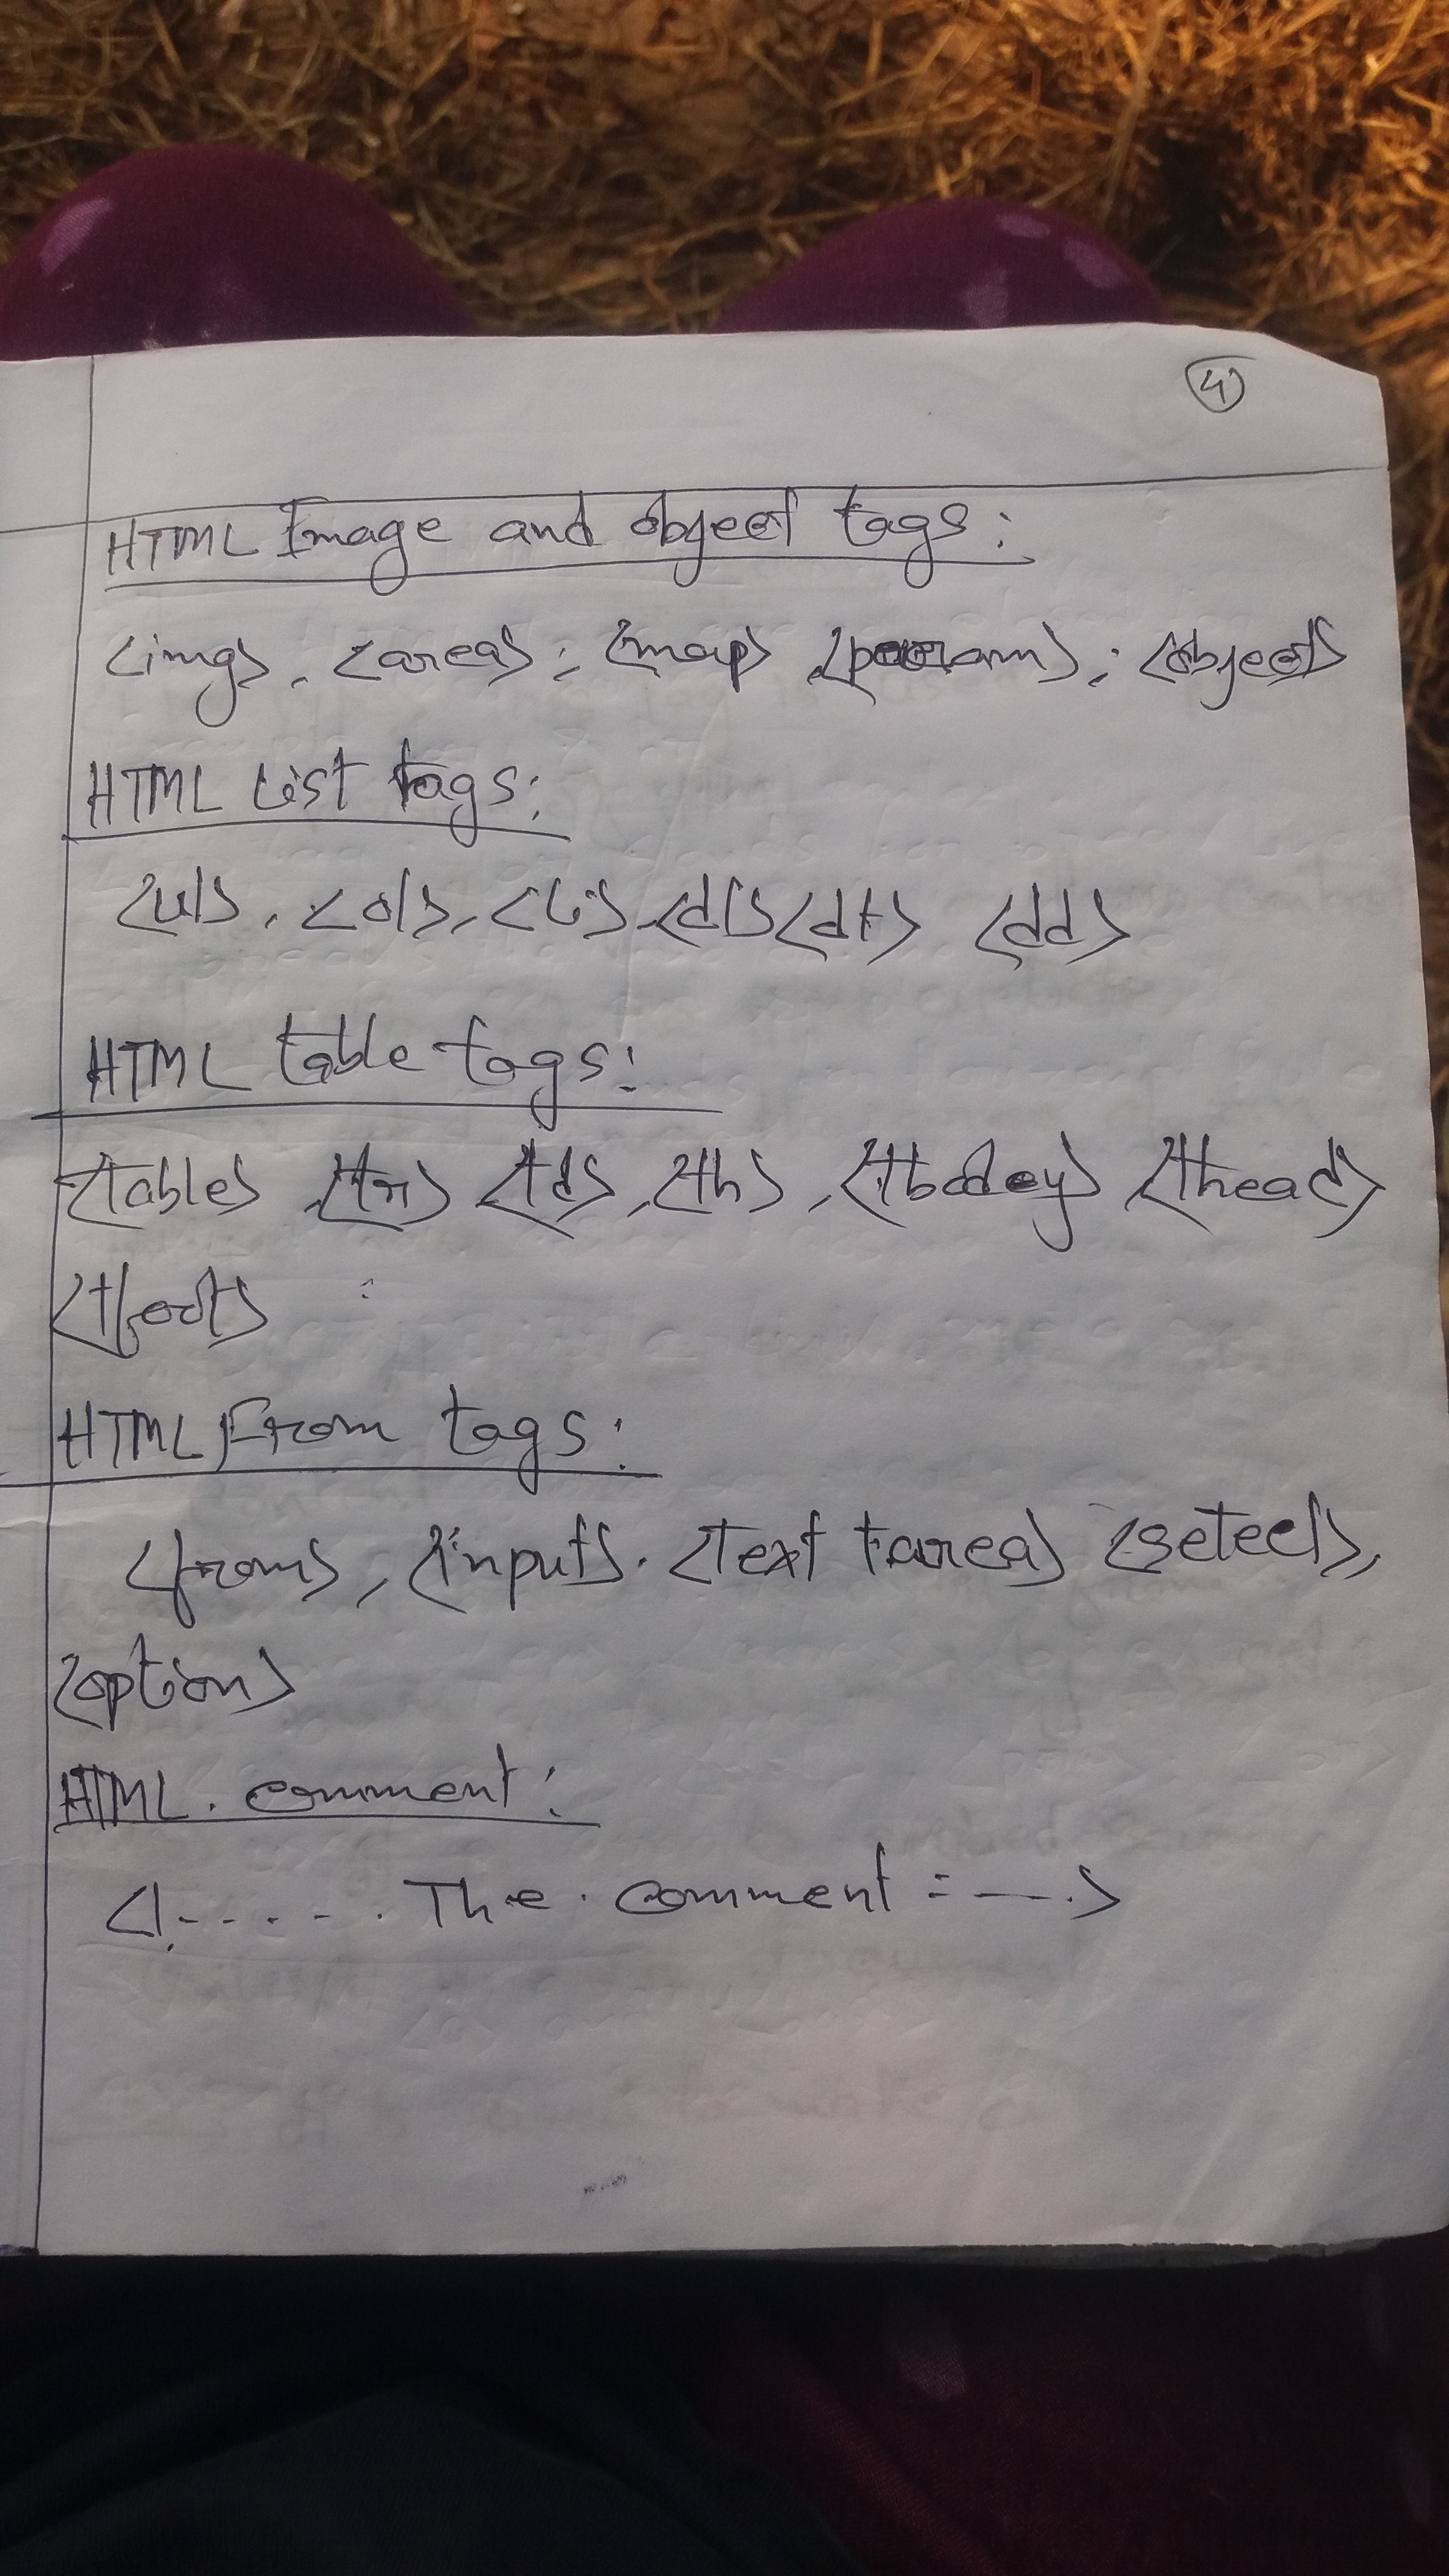 4
HTML Image and object tags:
<img>, <area>, <map>, <param>, <object>
HTML List tags:
<ul>, <ol>, <li>, <dl> <dt> <dd>
HTML table tags:
<table>, <tr> <td>, <th>, <tbodey> <thead>
<tfoot>
HTML From tags:
<from>, <input>. <Text tarea> <setect>,
<option>
HTML. comment:
<!----- The comment ---->